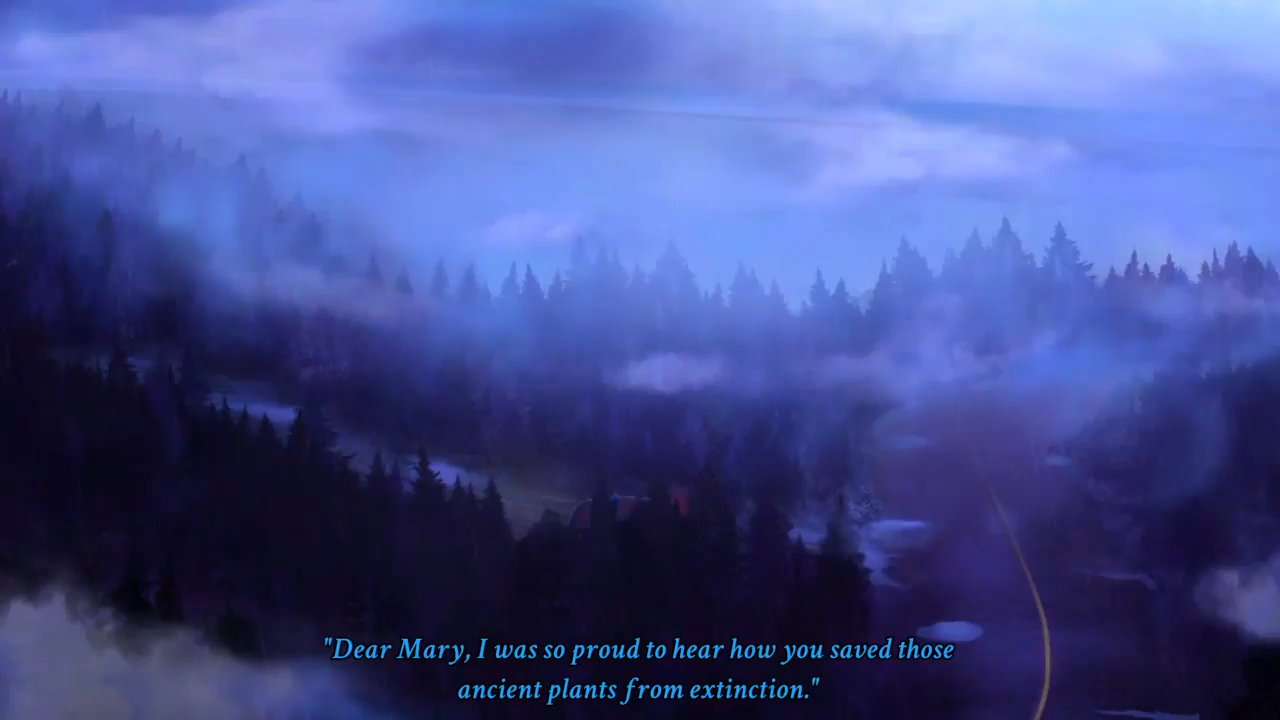 "Dear Mary, I was so proud to hear how you saved those
ancient plants from extinction."